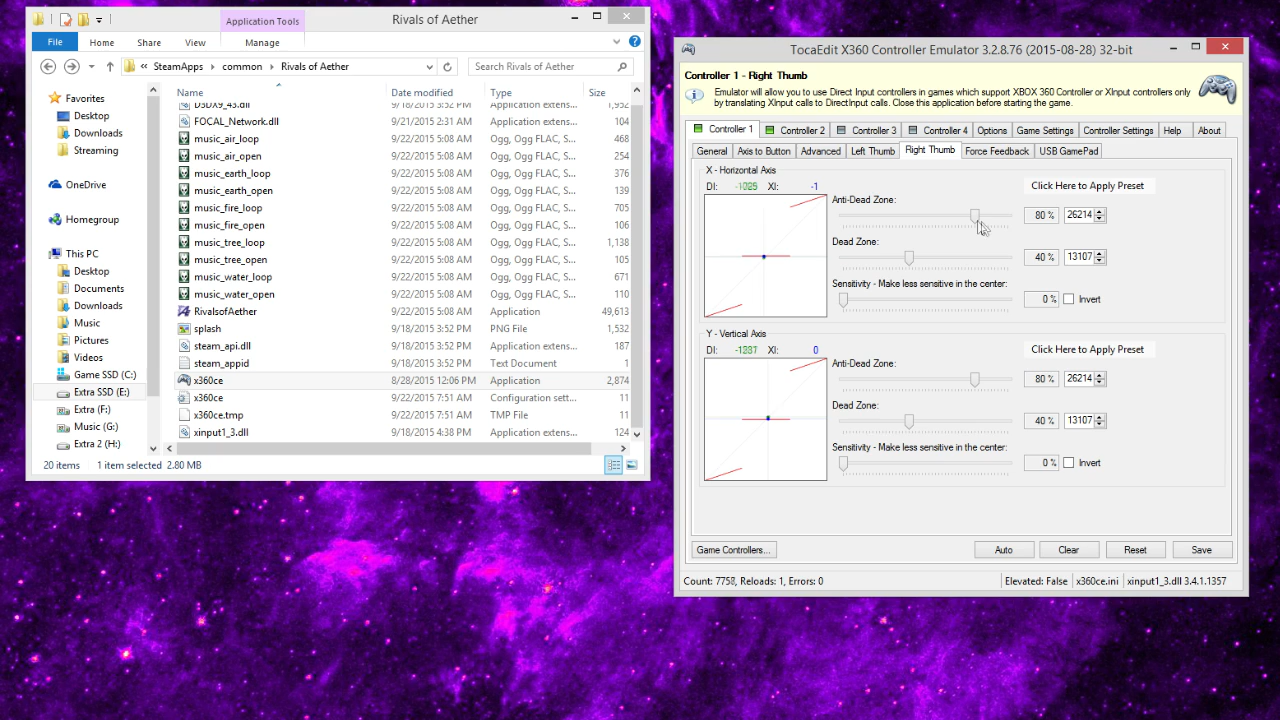 Application Tools
Rivals of Aether
File
Home
Share
View
Manage
« SteamApps › common › Rivals of Aether
Search Rivals of Aether
Favorites
Desktop
Downloads
Streaming
OneDrive
Homegroup
This PC
Desktop
Documents
Downloads
Music
Pictures
Videos
Game SSD (C:)
Extra SSD (E:)
Extra (F:)
Music (G:)
Extra 2 (H:)
Name Date modified Type Size
D3DX9_43.dll 9/18/2015 3:52 PM Application extens... 1,952
FOCAL_Network.dll 9/21/2015 2:31 AM Application extens... 104
music_air_loop 9/22/2015 5:08 AM Ogg, Ogg FLAC, S... 468
music_air_open 9/22/2015 5:08 AM Ogg, Ogg FLAC, S... 254
music_earth_loop 9/22/2015 5:08 AM Ogg, Ogg FLAC, S... 376
music_earth_open 9/22/2015 5:08 AM Ogg, Ogg FLAC, S... 139
music_fire_loop 9/22/2015 5:08 AM Ogg, Ogg FLAC, S... 208
music_fire_open 9/22/2015 5:08 AM Ogg, Ogg FLAC, S... 106
music_tree_loop 9/22/2015 5:08 AM Ogg, Ogg FLAC, S... 1,138
music_tree_open 9/22/2015 5:08 AM Ogg, Ogg FLAC, S... 105
music_water_loop 9/22/2015 5:08 AM Ogg, Ogg FLAC, S... 671
music_water_open 9/22/2015 5:08 AM Ogg, Ogg FLAC, S... 110
RivalsofAether 9/22/2015 5:08 AM Application 49,613
splash 9/18/2015 3:52 PM PNG File 1,532
steam_api.dll 9/18/2015 3:52 PM Application extens... 187
steam_appid 9/18/2015 3:52 PM Text Document 1
x360ce 8/28/2015 12:06 PM Application 2,874
x360ce 9/22/2015 7:51 AM Configuration sett... 11
x360ce.tmp 9/22/2015 7:51 AM TMP File 11
xinput1_3.dll 9/18/2015 4:38 PM Application extens... 124
20 items 1 item selected 2.80 MB
TocaEdit X360 Controller Emulator 3.2.8.76 (2015-08-28) 32-bit
Controller 1 - Right Thumb
Emulator will allow you to use Direct Input controllers in games which support XBOX 360 Controller or XInput controllers only
by translating XInput calls to DirectInput calls. Close this application before starting the game.
Controller 1 Controller 2 Controller 3 Controller 4 Options Game Settings Controller Settings Help About
General Axis to Button Advanced Left Thumb Right Thumb Force Feedback USB GamePad
X - Horizontal Axis
DI: XI: -1
Click Here to Apply Preset
Anti-Dead Zone:
80 % 26214
Dead Zone:
40 % 13107
Sensitivity - Make less sensitive in the center:
0 % Invert
Y - Vertical Axis
DI: XI: 0
Click Here to Apply Preset
Anti-Dead Zone:
80 % 26214
Dead Zone:
40 % 13107
Sensitivity - Make less sensitive in the center:
0 % Invert
Game Controllers... Auto Clear Reset Save
Count: 7758, Reloads: 1, Errors: 0
Elevated: False x360ce.ini xinput1_3.dll 3.4.1.1357